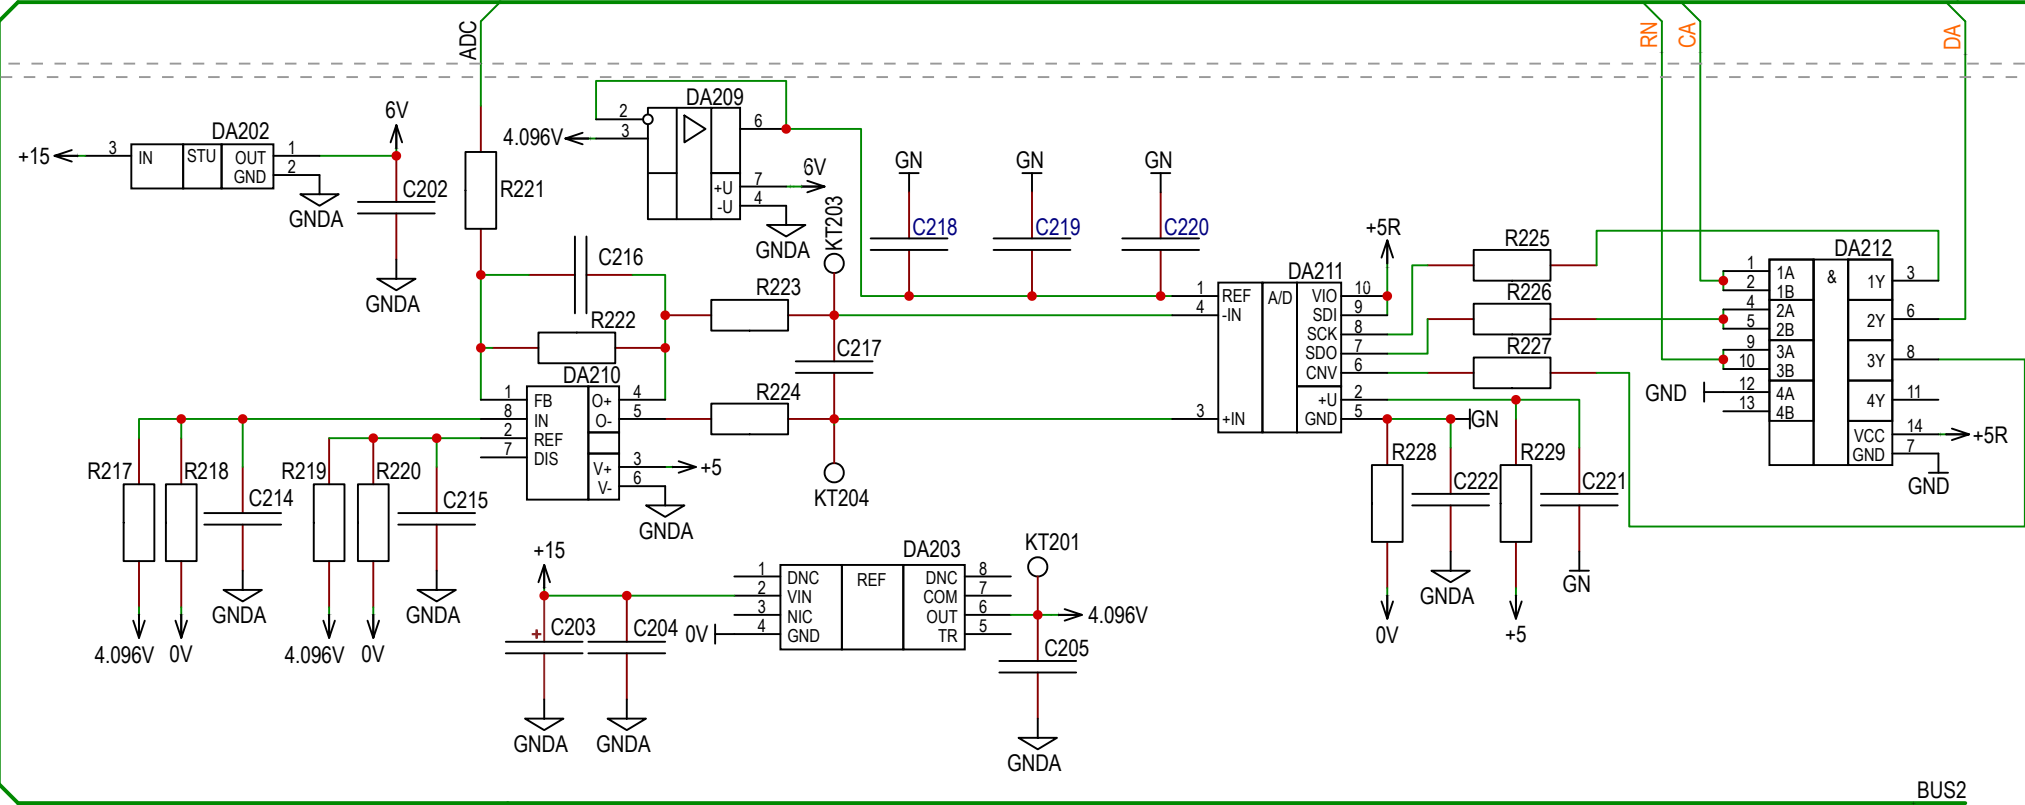 ADC
RN
CA
DA
DA202
+15
3
IN
STU
OUT
GND
1
2
GNDA
6V
C202
GNDA
R221
DA209
2
3
4.096V
6
7
4
+U
-U
6V
GNDA
KT203
GN
C218
GN
C219
GN
C220
C216
R222
R223
C217
R224
KT204
DA210
1 FB O+ 4
8 IN O- 5
2 REF
7 DIS
V+ 3
V- 6
+5
GNDA
R217
R218
C214
R219
R220
C215
4.096V
0V
GNDA
4.096V
0V
GNDA
DA211
1 REF A/D VIO 10
4 -IN SDI 9
SCK 8
SDO 7
CNV 6
+U 2
3 +IN GND 5
+5R
R225
R226
R227
GN
R228
C222
R229
C221
0V
GNDA
+5
GN
DA212
&
1 1A 1Y 3
2 1B
4 2A 2Y 6
5 2B
9 3A 3Y 8
10 3B
GND 12 4A 4Y 11
13 4B
VCC 14 +5R
GND 7
GND
+15
+ C203
C204
GNDA
GNDA
DA203
1 DNC REF DNC 8
2 VIN COM 7
3 NIC OUT 6
0V 4 GND TR 5
KT201
4.096V
C205
GNDA
BUS2